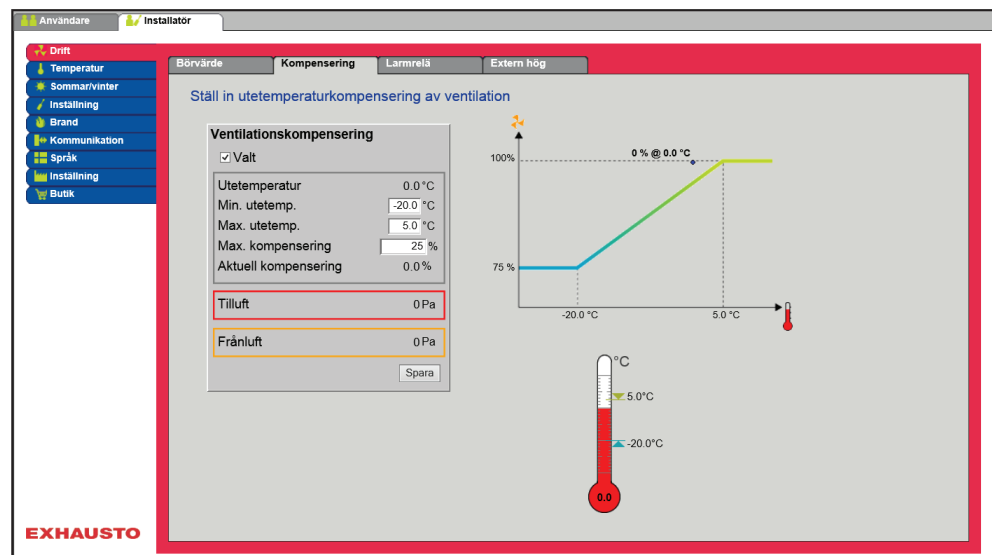 Användare
Installatör
Drift
Temperatur
Sommar/vinter
Inställning
Brand
Kommunikation
Språk
Inställning
Butik
Börvärde
Kompensering
Larmrelä
Extern hög
Ställ in utetemperaturkompensering av ventilation
Ventilationskompensering
Valt
Utetemperatur 0.0 °C
Min. utetemp. -20.0 °C
Max. utetemp. 5.0 °C
Max. kompensering 25 %
Aktuell kompensering 0.0 %
Tilluft 0 Pa
Frånluft 0 Pa
Spara
100%
0 % @ 0.0 °C
75 %
-20.0 °C
5.0 °C
°C
5.0°C
-20.0°C
0.0
EXHAUSTO